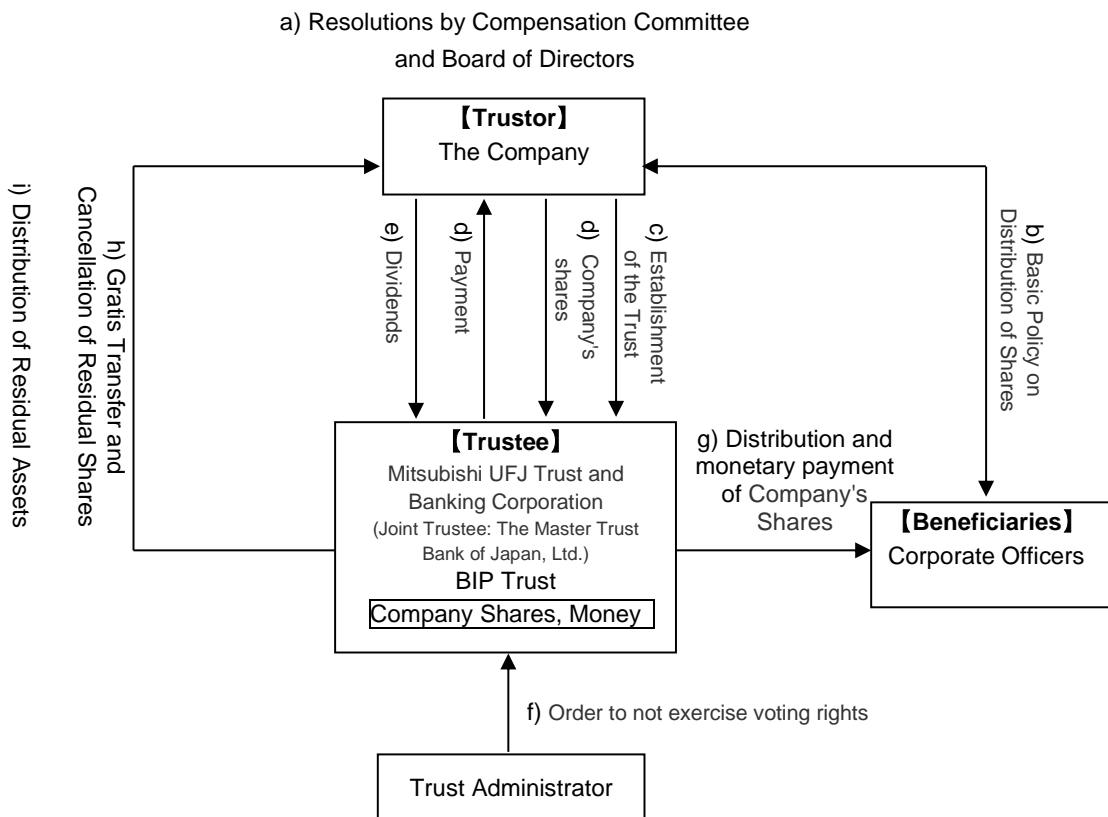 a) Resolutions by Compensation Committee
and Board of Directors
【Trustor】
The Company
i) Distribution of Residual Assets
h) Gratis Transfer and
Cancellation of Residual Shares
e) Dividends
d) Payment
d) Company's
shares
c) Establishment
of the Trust
b) Basic Policy on
Distribution of Shares
【Trustee】
Mitsubishi UFJ Trust and
Banking Corporation
(Joint Trustee: The Master Trust
Bank of Japan, Ltd.)
BIP Trust
Company Shares, Money
g) Distribution and
monetary payment
of Company's
Shares
【Beneficiaries】
Corporate Officers
f) Order to not exercise voting rights
Trust Administrator